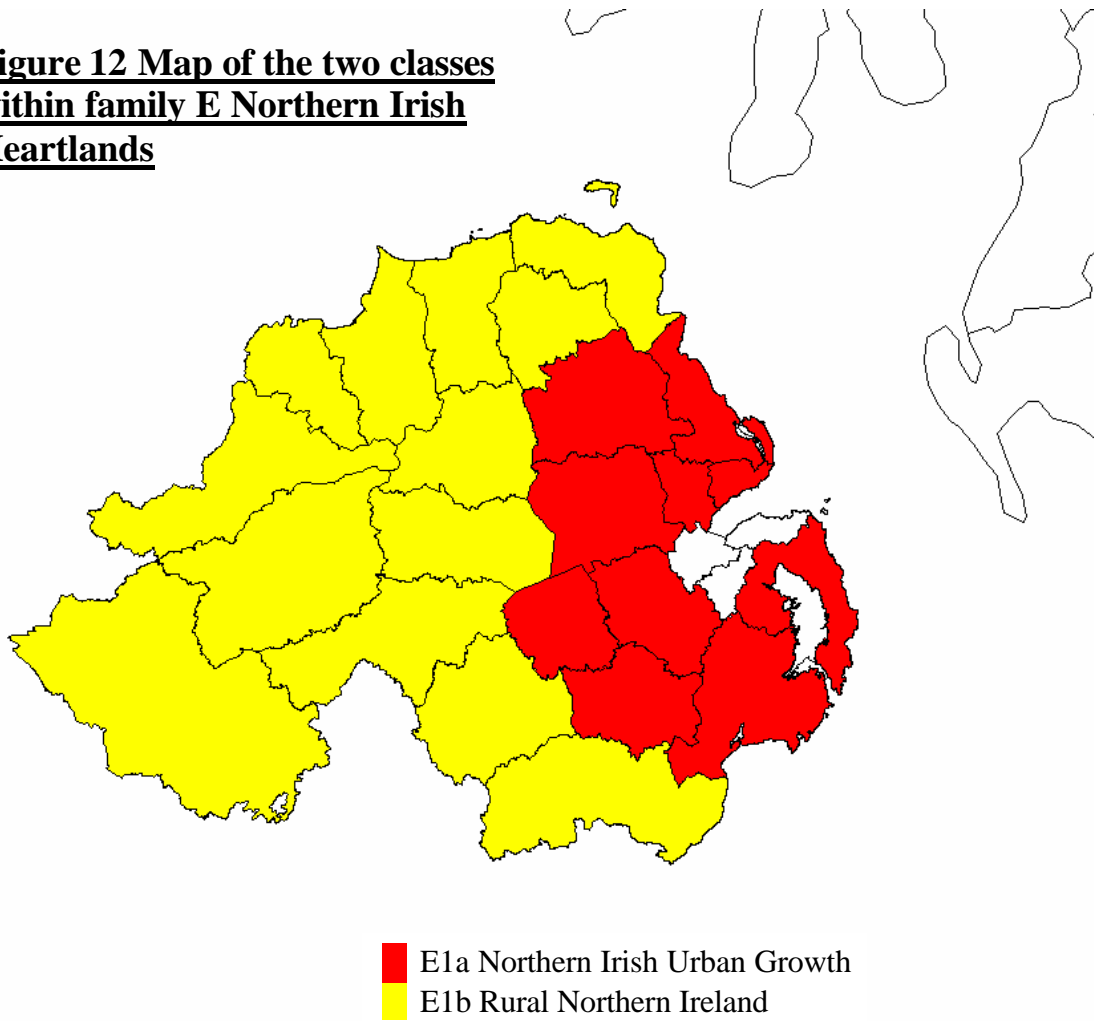 igure 12 Map of the two classes
ithin family E Northern Irish
eartlands
E1a Northern Irish Urban Growth
E1b Rural Northern Ireland